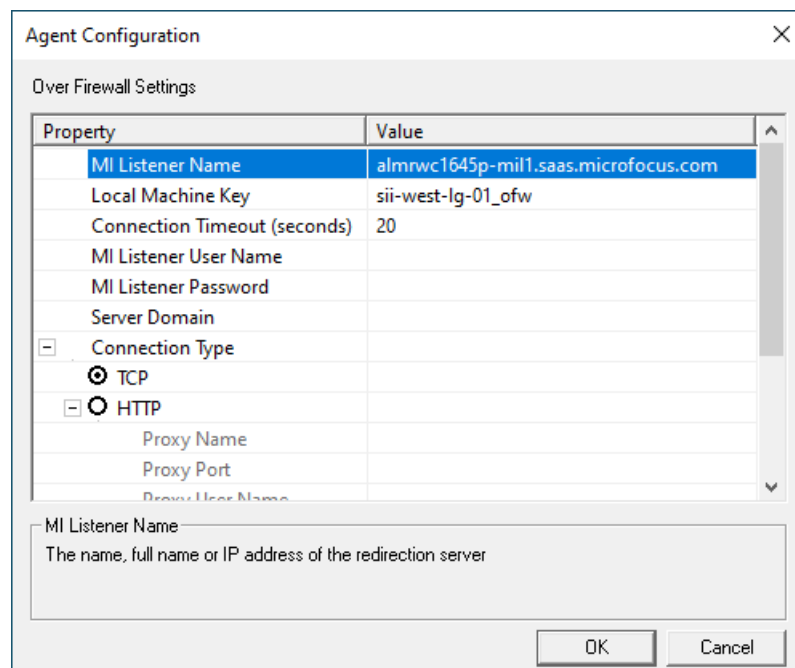 Agent Configuration
Over Firewall Settings
Property Value
MI Listener Name almrwc1645p-mil1.saas.microfocus.com
Local Machine Key sii-west-lg-01_ofw
Connection Timeout (seconds) 20
MI Listener User Name
MI Listener Password
Server Domain
Connection Type
TCP
HTTP
Proxy Name
Proxy Port
Proxy User Name
MI Listener Name
The name, full name or IP address of the redirection server
OK Cancel